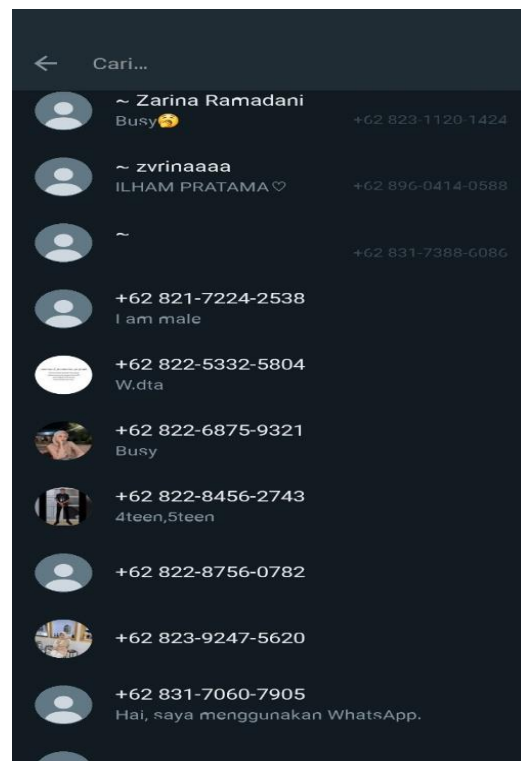 Cari...
~ Zarina Ramadani
Busy🥱
+62 823-1120-1424
~ zvrinaaaa
ILHAM PRATAMA♡
+62 896-0414-0588
~
+62 831-7388-6086
+62 821-7224-2538
I am male
+62 822-5332-5804
W.dta
+62 822-6875-9321
Busy
+62 822-8456-2743
4teen,5teen
+62 822-8756-0782
+62 823-9247-5620
+62 831-7060-7905
Hai, saya menggunakan WhatsApp.